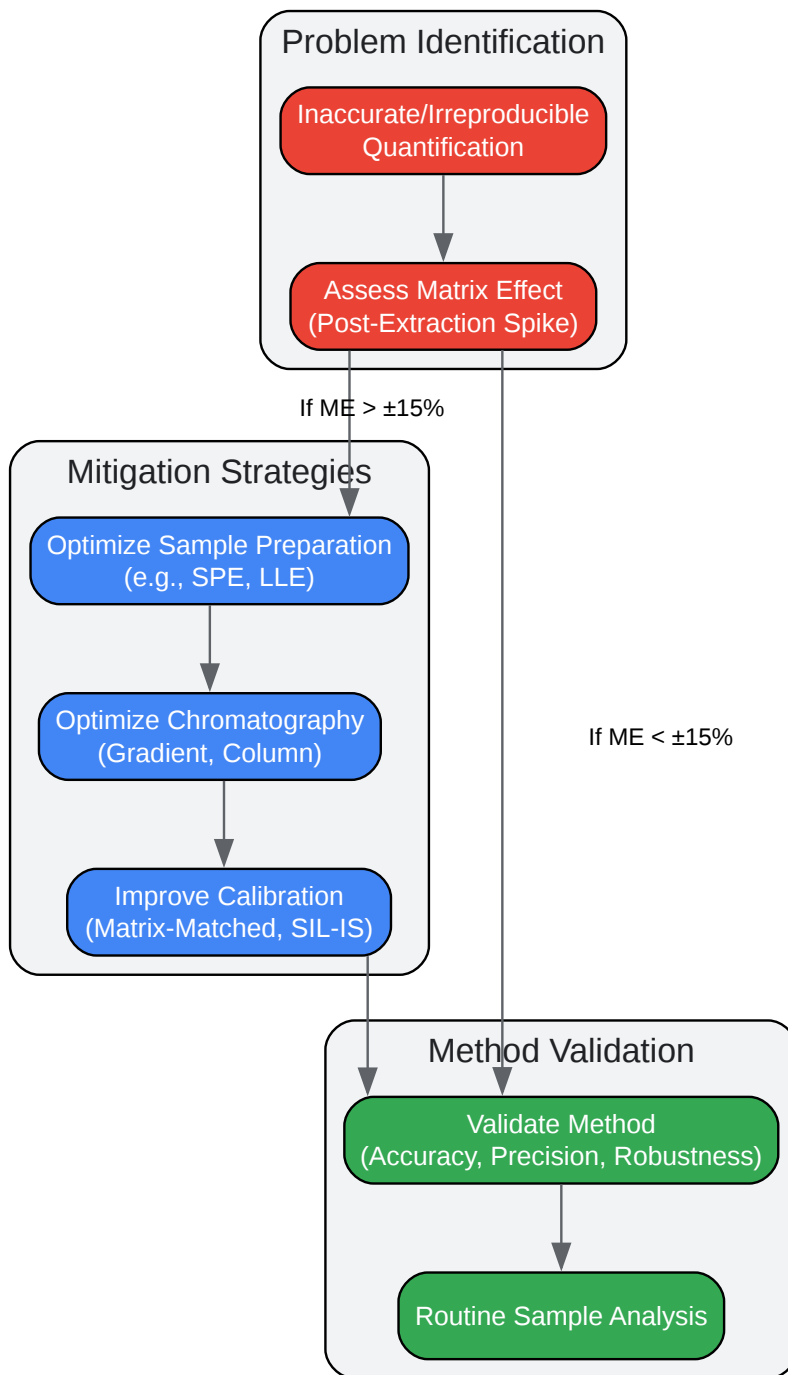 Problem Identification
Inaccurate/Irreproducible
Quantification
Assess Matrix Effect
(Post-Extraction Spike)
If ME > ±15%
Mitigation Strategies
Optimize Sample Preparation
(e.g., SPE, LLE)
Optimize Chromatography
(Gradient, Column)
If ME < ±15%
Improve Calibration
(Matrix-Matched, SIL-IS)
Method Validation
Validate Method
(Accuracy, Precision, Robustness)
Routine Sample Analysis